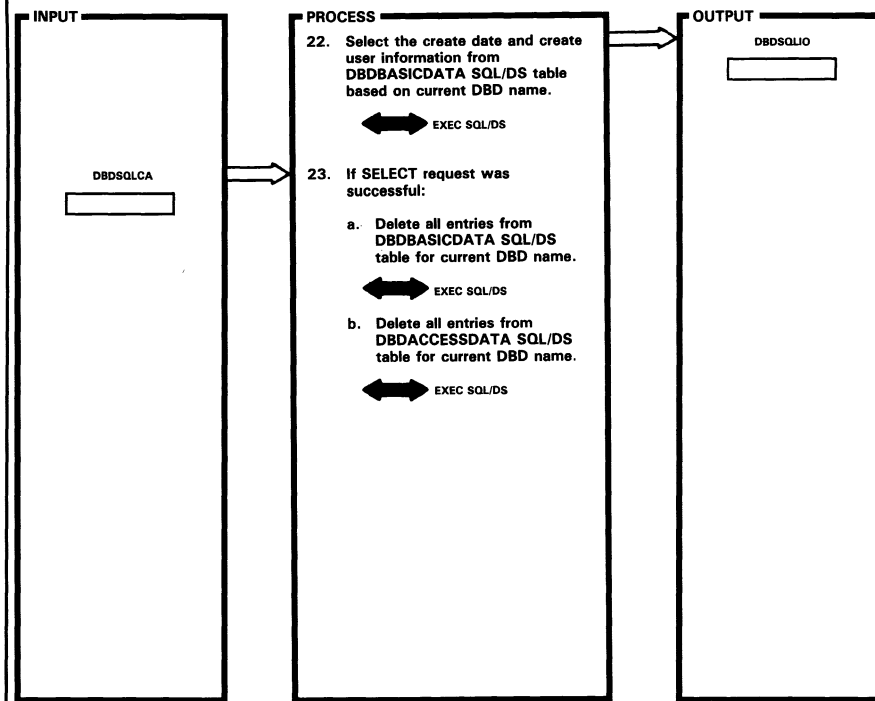 INPUT
DBDSQLCA
PROCESS
22. Select the create date and create
user information from
DBDBASICDATA SQL/DS table
based on current DBD name.
EXEC SQL/DS
23. If SELECT request was
successful:
a. Delete all entries from
DBDBASICDATA SQL/DS
table for current DBD name.
EXEC SQL/DS
b. Delete all entries from
DBDACCESSDATA SQL/DS
table for current DBD name.
EXEC SQL/DS
OUTPUT
DBDSQLIO